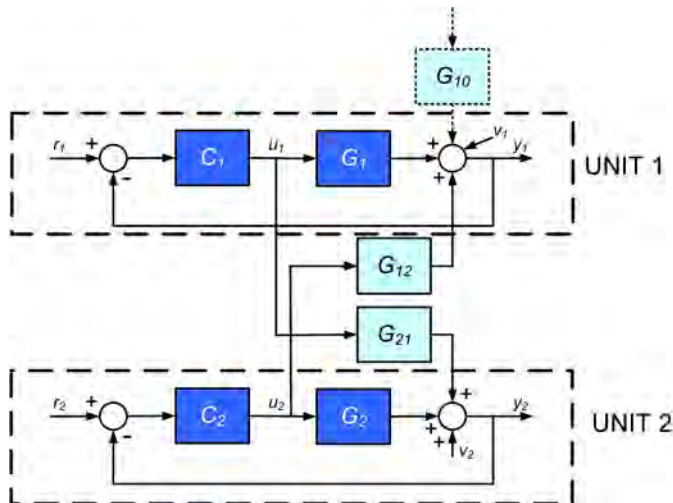 G10
r1 + - C1 u1 G1 + + + v1 y1
UNIT 1
G12
G21
r2 + - C2 u2 G2 + + + v2 y2
UNIT 2